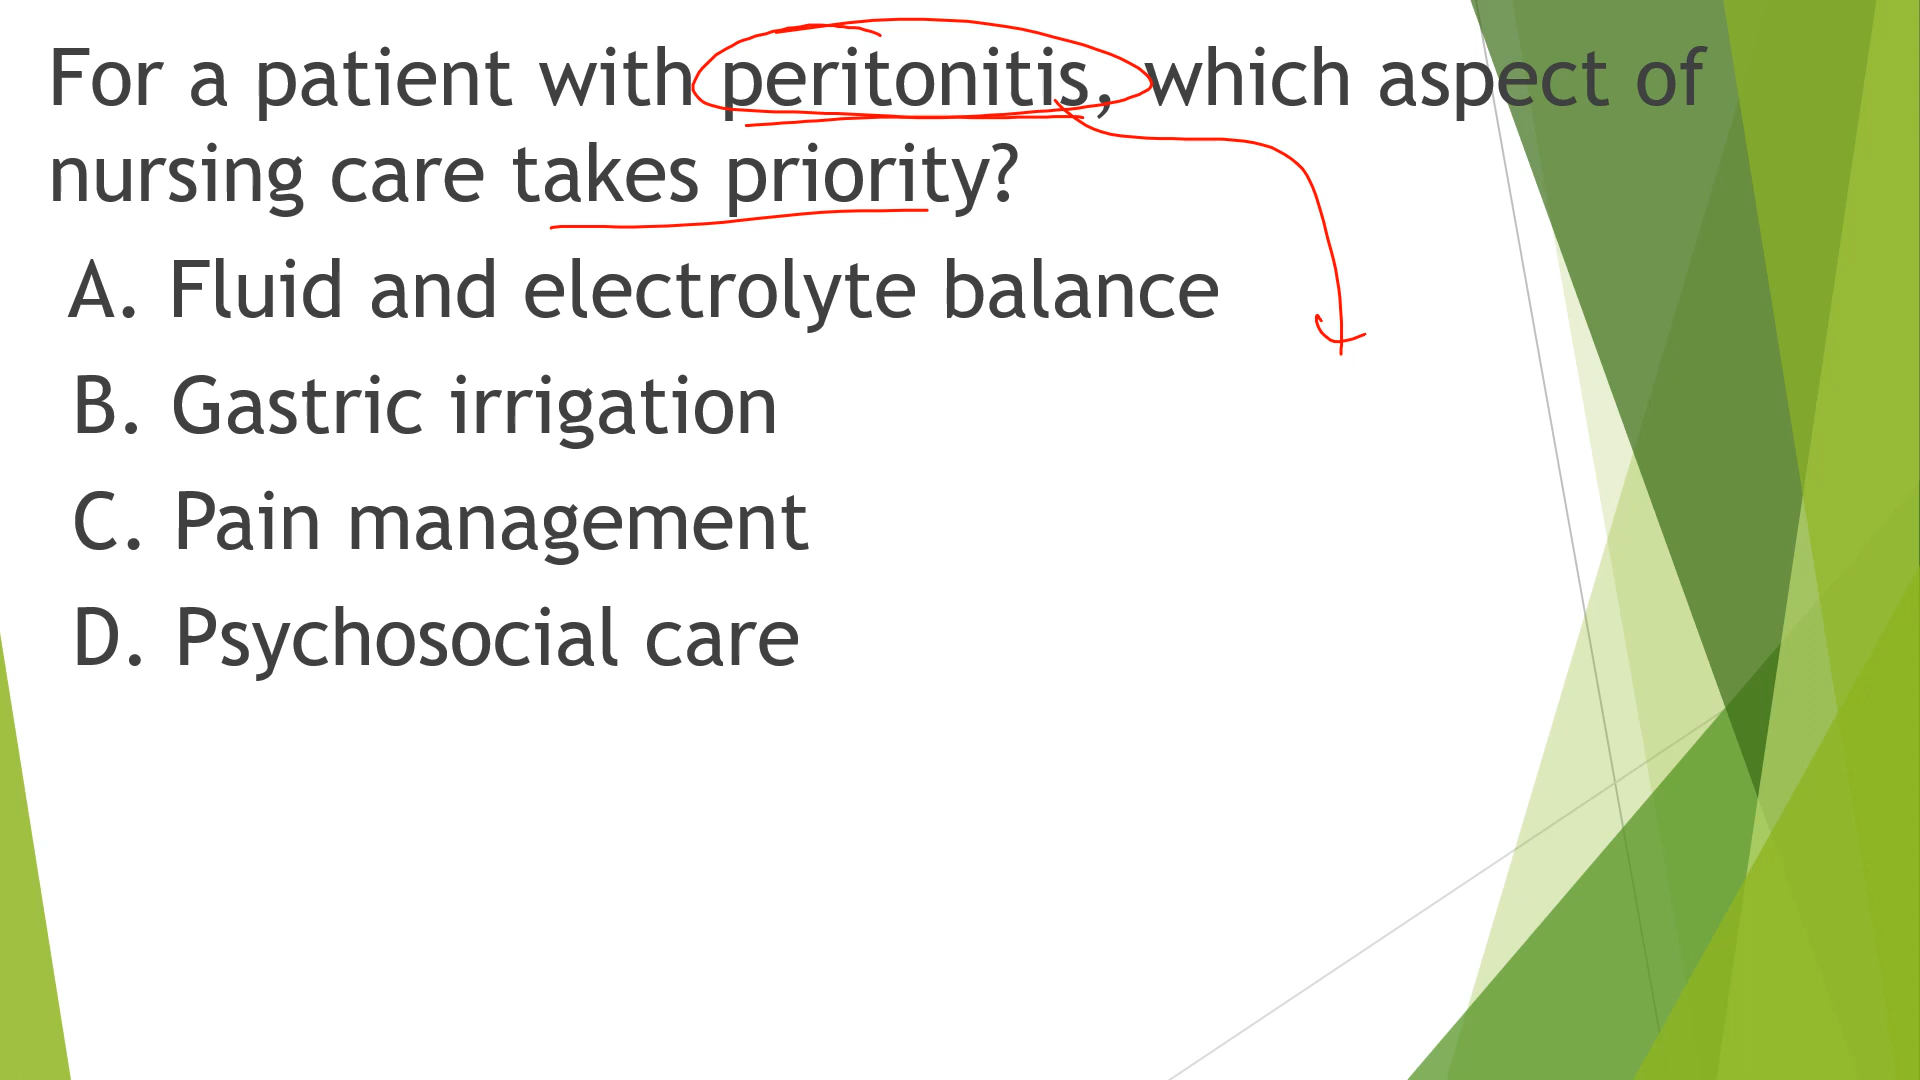 For a patient with peritonitis, which aspect of
nursing care takes priority?
A. Fluid and electrolyte balance
B. Gastric irrigation
C. Pain management
D. Psychosocial care